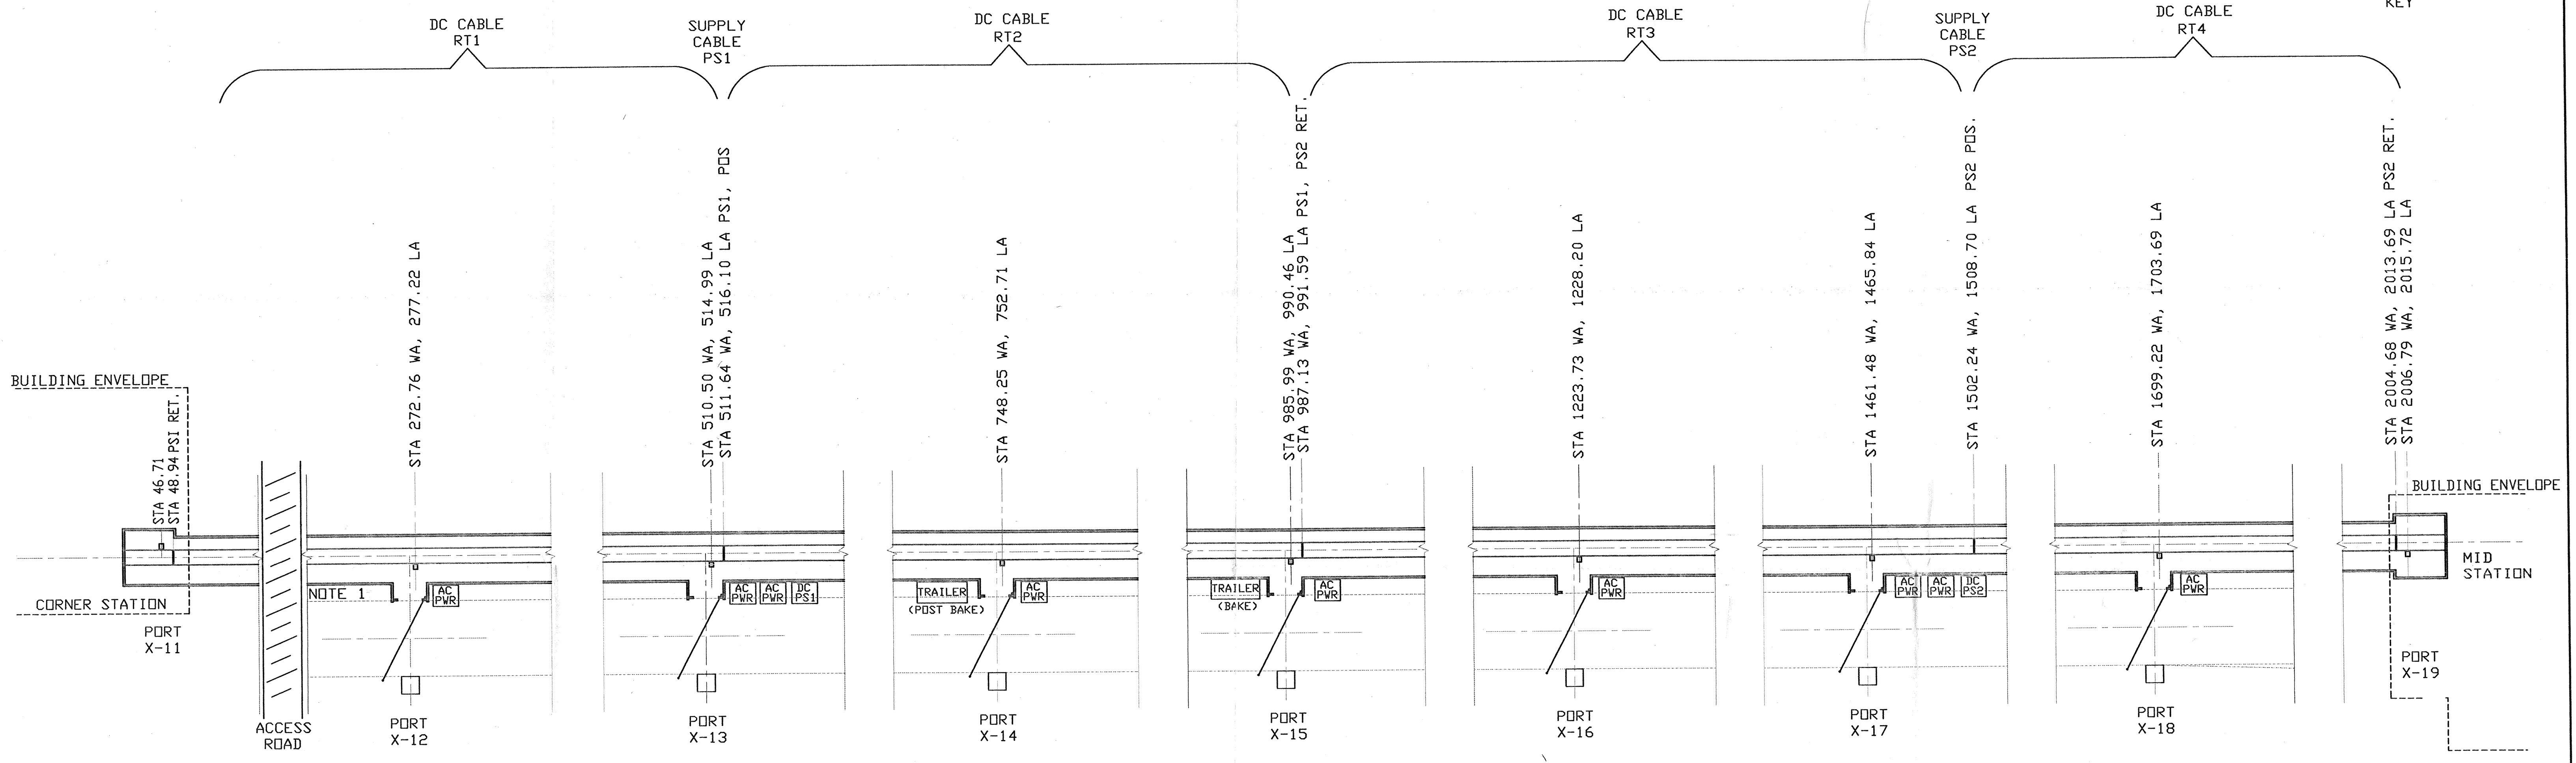 KEY
DC CABLE
RT1
SUPPLY
CABLE
PS1
DC CABLE
RT2
DC CABLE
RT3
SUPPLY
CABLE
PS2
DC CABLE
RT4
STA 46.71
STA 48.94 PSI RET.
STA 272.76 WA, 277.22 LA
STA 510.50 WA, 514.99 LA
STA 511.64 WA, 516.10 LA PS1, POS
STA 748.25 WA, 752.71 LA
STA 985.99 WA, 990.46 LA
STA 987.13 WA, 991.59 LA PS1, PS2 RET.
STA 1223.73 WA, 1228.20 LA
STA 1461.48 WA, 1465.84 LA
STA 1502.24 WA, 1508.70 LA PS2 POS.
STA 1699.22 WA, 1703.69 LA
STA 2004.68 WA, 2013.69 LA PS2 RET.
STA 2006.79 WA, 2015.72 LA
BUILDING ENVELOPE
BUILDING ENVELOPE
CORNER STATION
MID
STATION
NOTE 1
AC
PWR
AC
PWR
AC
PWR
DC
PS1
TRAILER
(POST BAKE)
AC
PWR
TRAILER
(BAKE)
AC
PWR
AC
PWR
AC
PWR
AC
PWR
DC
PS2
AC
PWR
PORT
X-11
ACCESS
ROAD
PORT
X-12
PORT
X-13
PORT
X-14
PORT
X-15
PORT
X-16
PORT
X-17
PORT
X-18
PORT
X-19